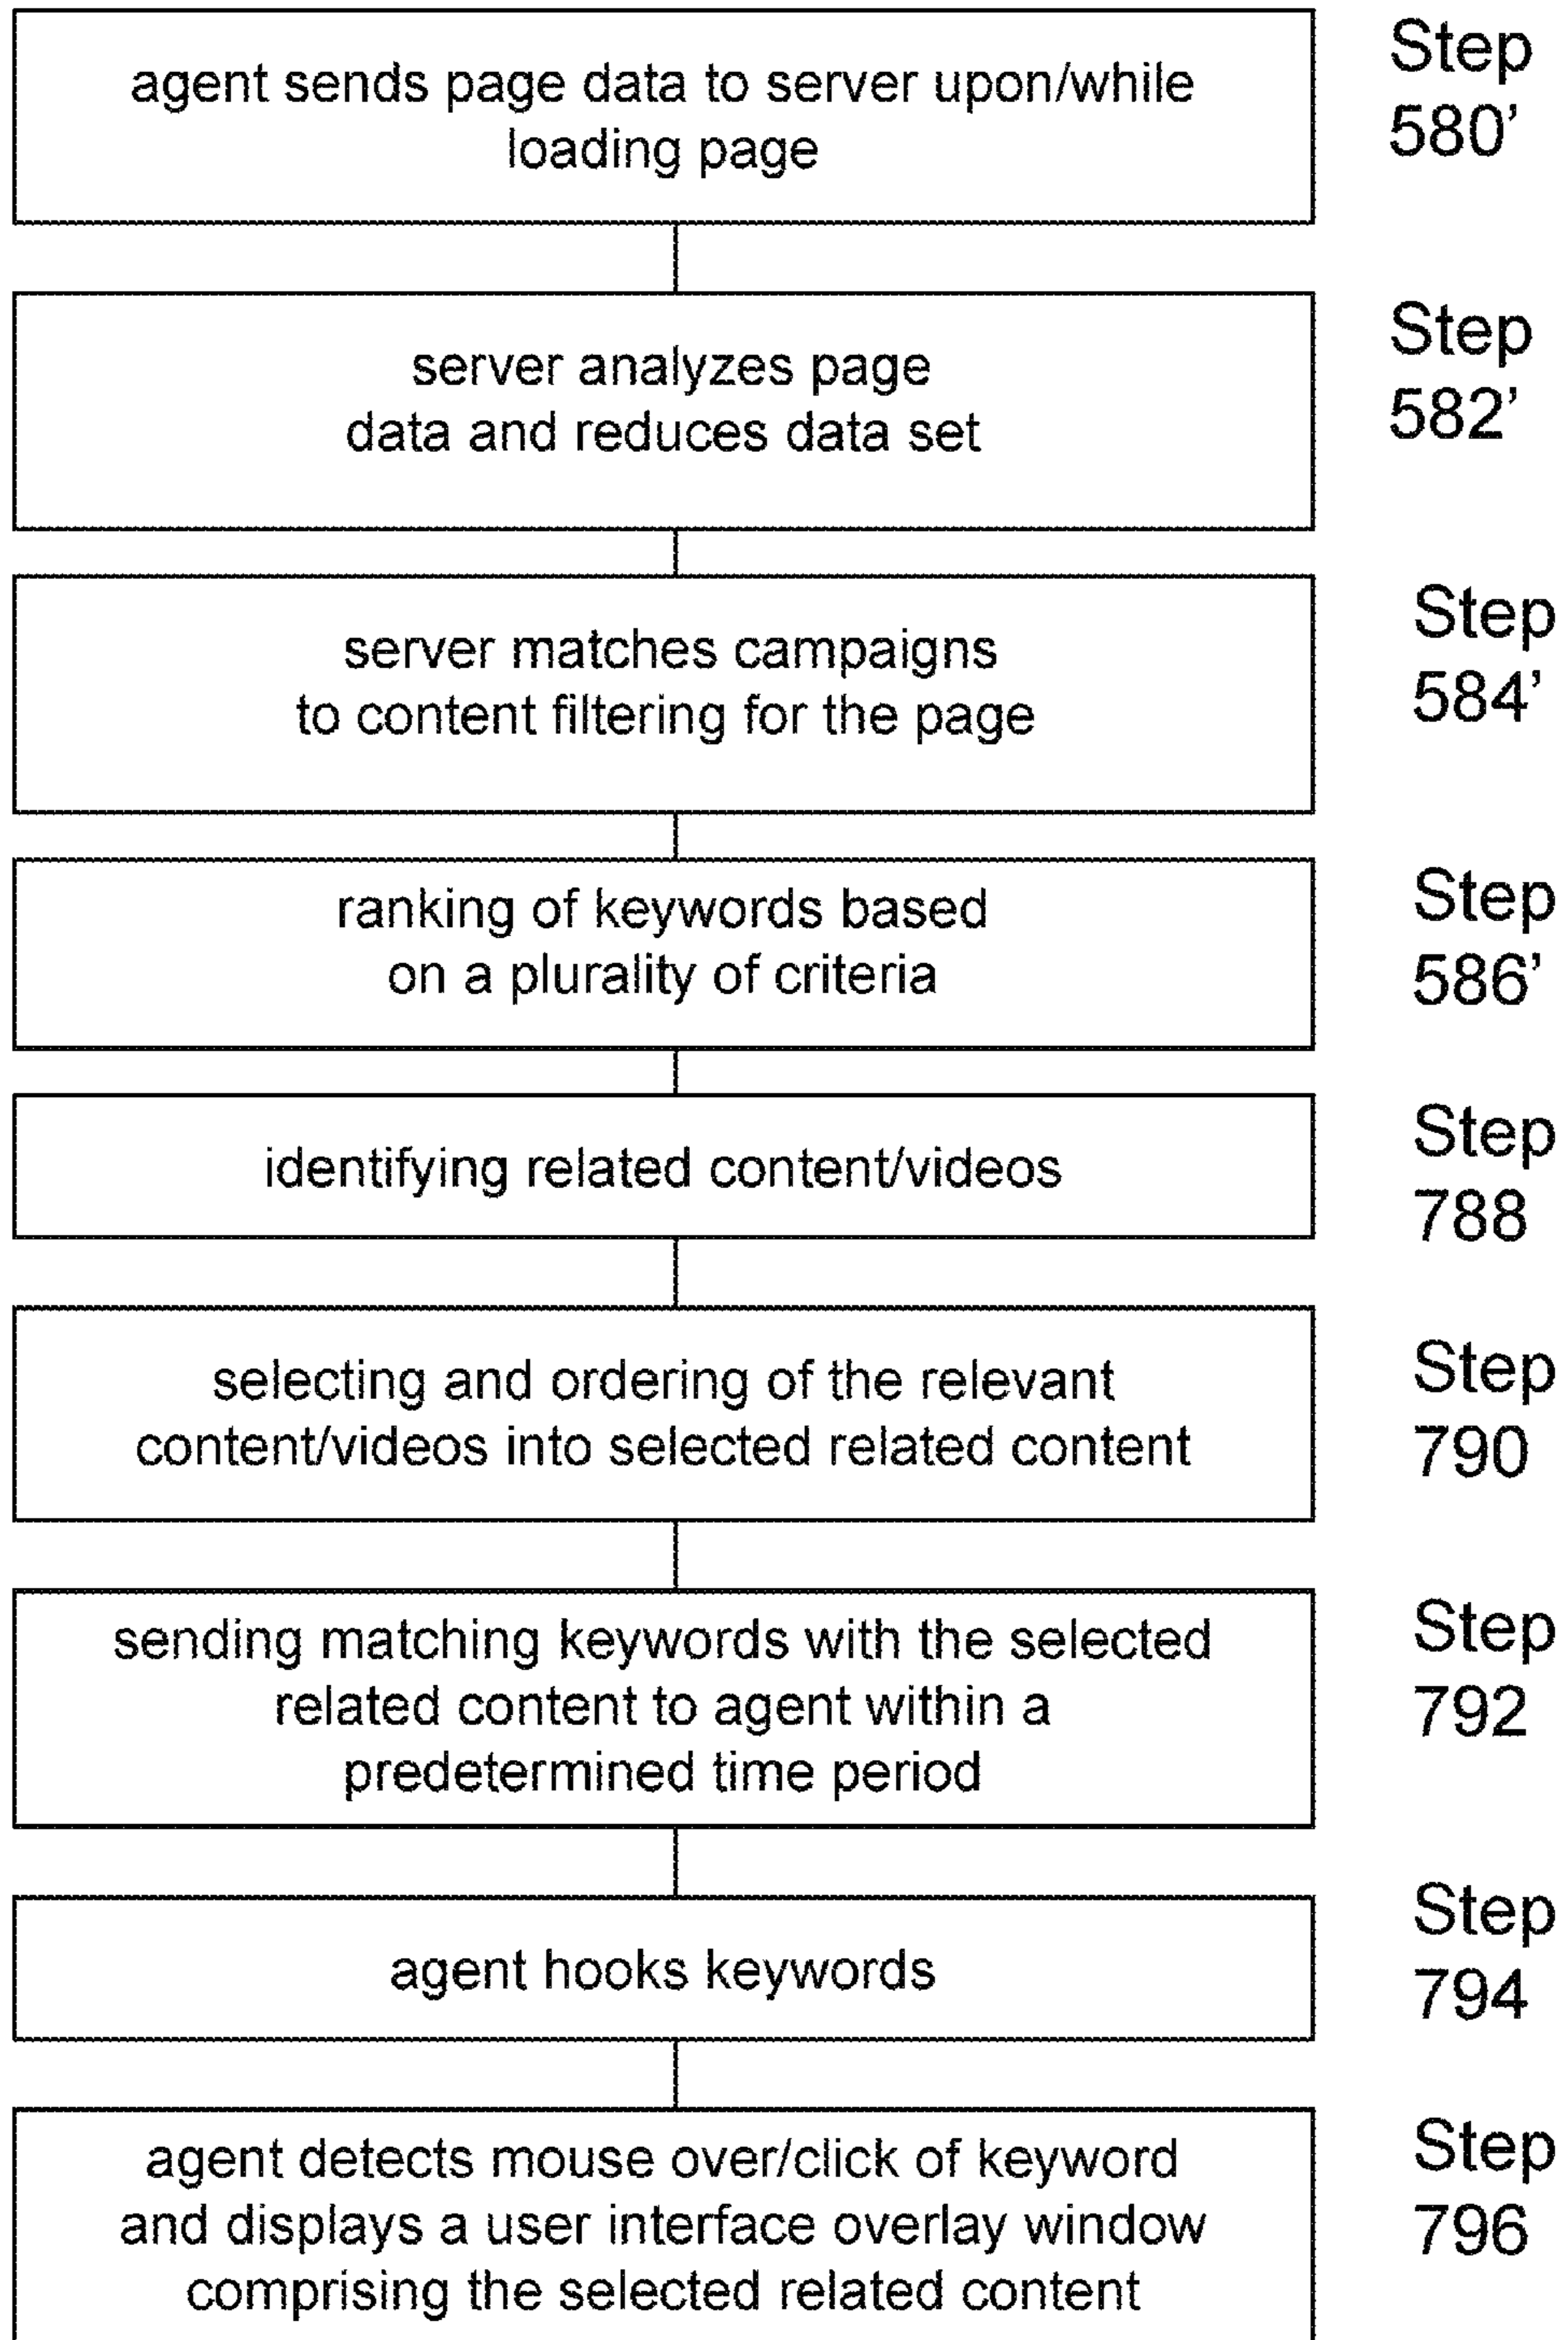 agent sends page data to server upon/while
loading page
Step
580’
server analyzes page
data and reduces data set
Step
582’
server matches campaigns
to content filtering for the page
Step
584’
ranking of keywords based
on a plurality of criteria
Step
586’
identifying related content/videos
Step
788
selecting and ordering of the relevant
content/videos into selected related content
Step
790
sending matching keywords with the selected
related content to agent within a
predetermined time period
Step
792
agent hooks keywords
Step
794
agent detects mouse over/click of keyword
and displays a user interface overlay window
comprising the selected related content
Step
796